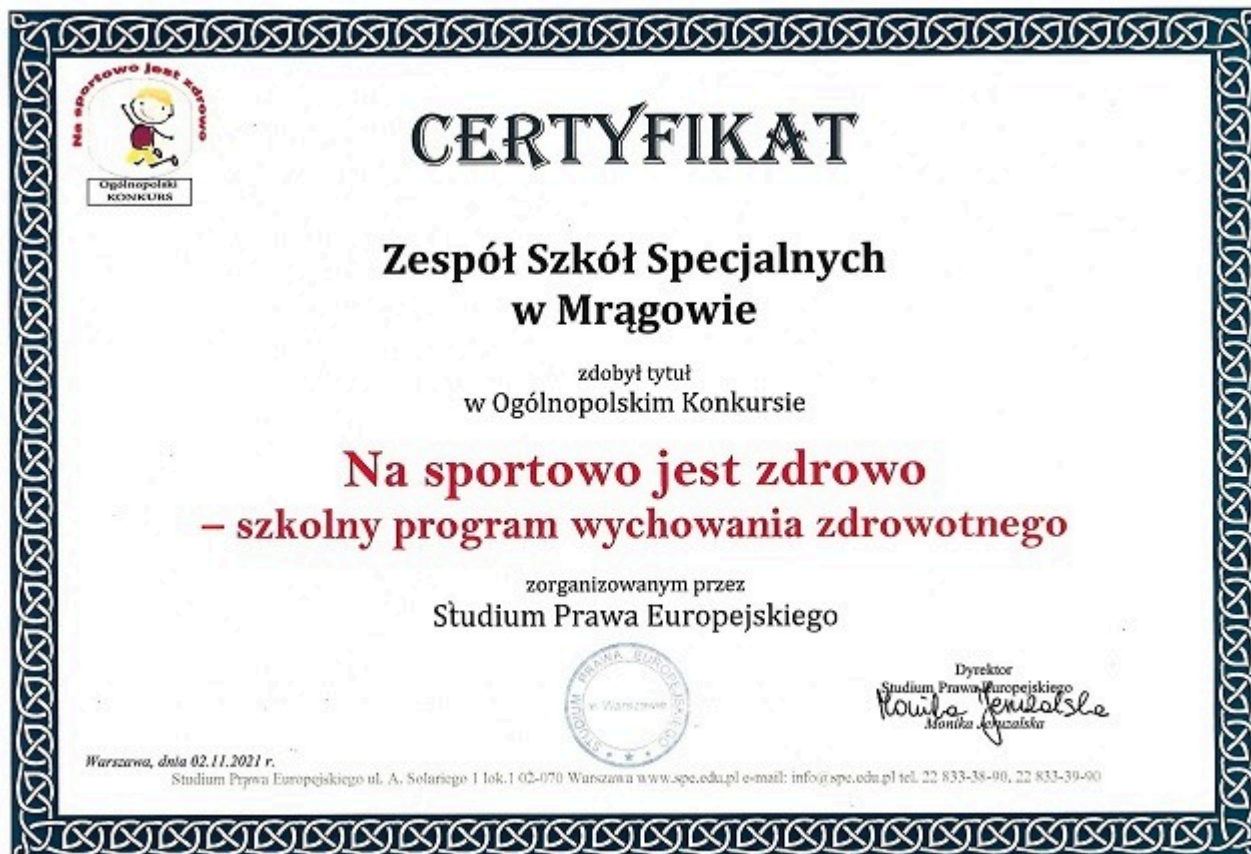 Na sportowo jest zdrowo
Ogólnopolski
KONKURS
CERTYFIKAT
Zespół Szkół Specjalnych
w Mrągowie
zdobył tytuł
w Ogólnopolskim Konkursie
Na sportowo jest zdrowo
– szkolny program wychowania zdrowotnego
zorganizowanym przez
Studium Prawa Europejskiego
STUDIUM PRAWA EUROPEJSKIEGO
w Warszawie
Dyrektor
Studium Prawa Europejskiego
Monika
Monika
Warszawa, dnia 02.11.2021 r.
Studium Prawa Europejskiego ul. A. Solariego 1 lok.1 02-070 Warszawa www.spe.edu.pl e-mail: info@spe.edu.pl tel. 22 833-38-90, 22 833-39-90